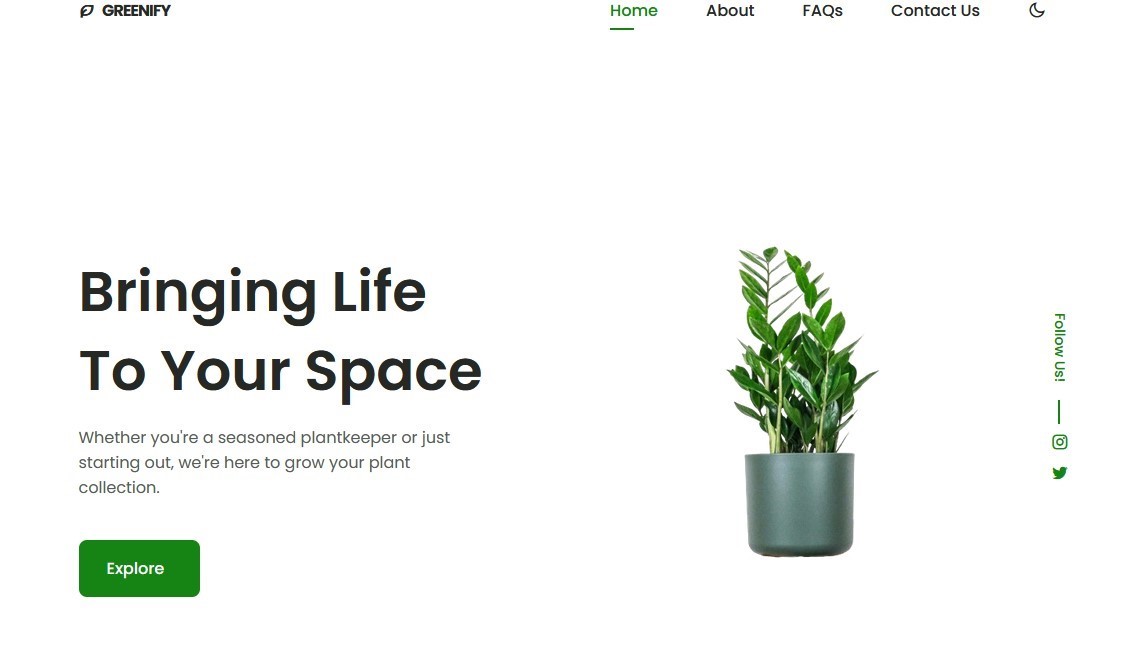 GREENIFY
Home
About
FAQs
Contact Us
Bringing Life
To Your Space
Whether you're a seasoned plantkeeper or just
starting out, we're here to grow your plant
collection.
Explore
Follow Us!